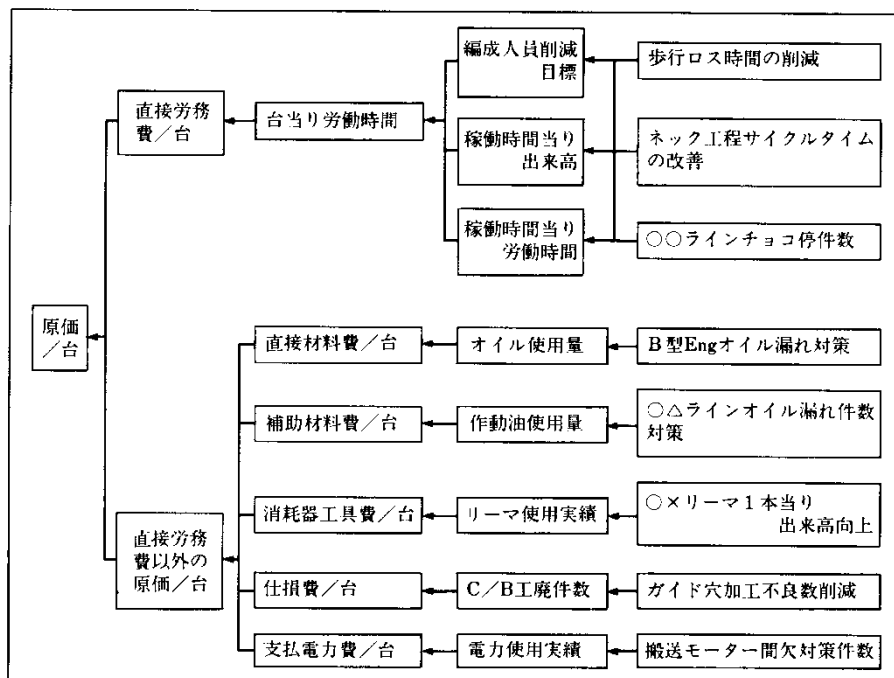 編成人員削減
目標
歩行ロス時間の削減
直接労務
費／台
台当り労働時間
稼働時間当り
出来高
ネック工程サイクルタイム
の改善
稼働時間当り
労働時間
○○ラインチョコ停件数
原価
／台
直接材料費／台
オイル使用量
B型Engオイル漏れ対策
補助材料費／台
作動油使用量
○△ラインオイル漏れ件数
対策
消耗器工具費／台
リーマ使用実績
○×リーマ1本当り
出来高向上
直接労務
費以外の
原価／台
仕損費／台
C／B工廃件数
ガイド穴加工不良数削減
支払電力費／台
電力使用実績
搬送モーター間欠対策件数